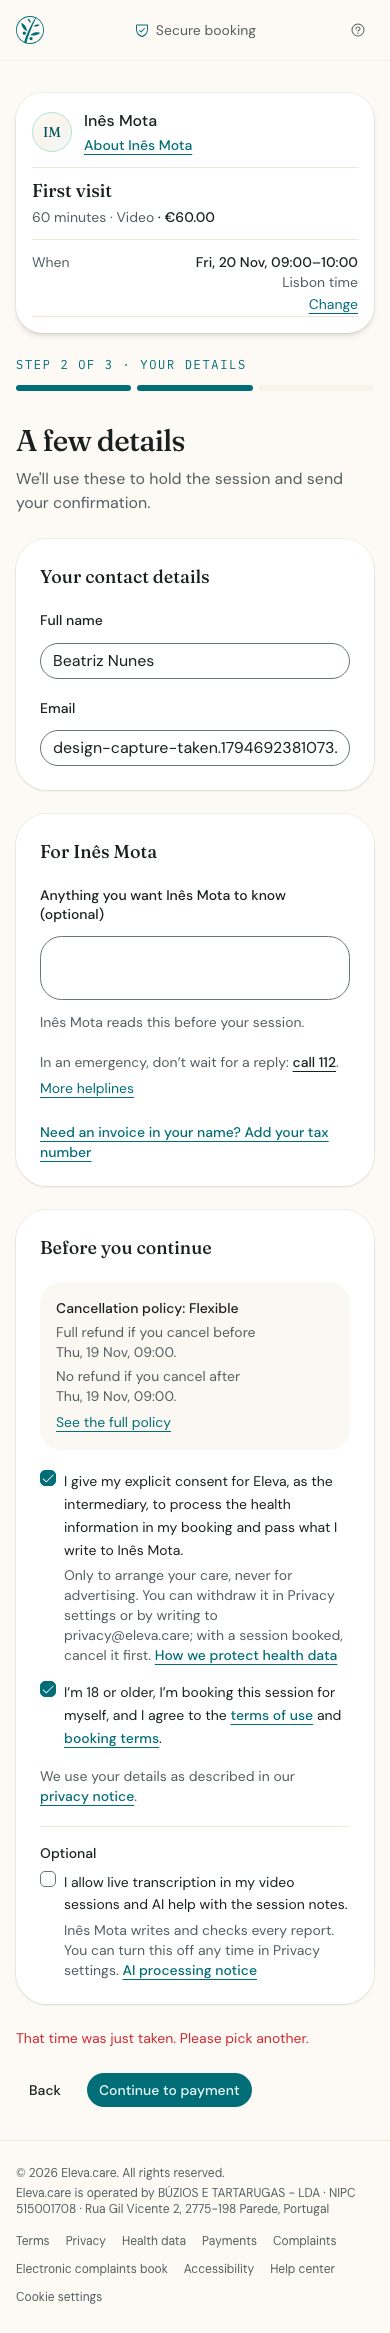 Secure booking
IM
Inês Mota
About Inês Mota
First visit
60 minutes · Video · €60.00
When
Fri, 20 Nov, 09:00–10:00
Lisbon time
Change
STEP 2 OF 3 · YOUR DETAILS
A few details
We'll use these to hold the session and send
your confirmation.
Your contact details
Full name
Beatriz Nunes
Email
design-capture-taken.1794692381073.
For Inês Mota
Anything you want Inês Mota to know
(optional)
Inês Mota reads this before your session.
In an emergency, don’t wait for a reply: call 112.
More helplines
Need an invoice in your name? Add your tax
number
Before you continue
Cancellation policy: Flexible
Full refund if you cancel before
Thu, 19 Nov, 09:00.
No refund if you cancel after
Thu, 19 Nov, 09:00.
See the full policy
I give my explicit consent for Eleva, as the
intermediary, to process the health
information in my booking and pass what I
write to Inês Mota.
Only to arrange your care, never for
advertising. You can withdraw it in Privacy
settings or by writing to
privacy@eleva.care; with a session booked,
cancel it first. How we protect health data
I’m 18 or older, I’m booking this session for
myself, and I agree to the terms of use and
booking terms.
We use your details as described in our
privacy notice.
Optional
I allow live transcription in my video
sessions and AI help with the session notes.
Inês Mota writes and checks every report.
You can turn this off any time in Privacy
settings. AI processing notice
That time was just taken. Please pick another.
Back
Continue to payment
© 2026 Eleva.care. All rights reserved.
Eleva.care is operated by BÚZIOS E TARTARUGAS - LDA · NIPC
515001708 · Rua Gil Vicente 2, 2775-198 Parede, Portugal
Terms Privacy Health data Payments Complaints
Electronic complaints book Accessibility Help center
Cookie settings